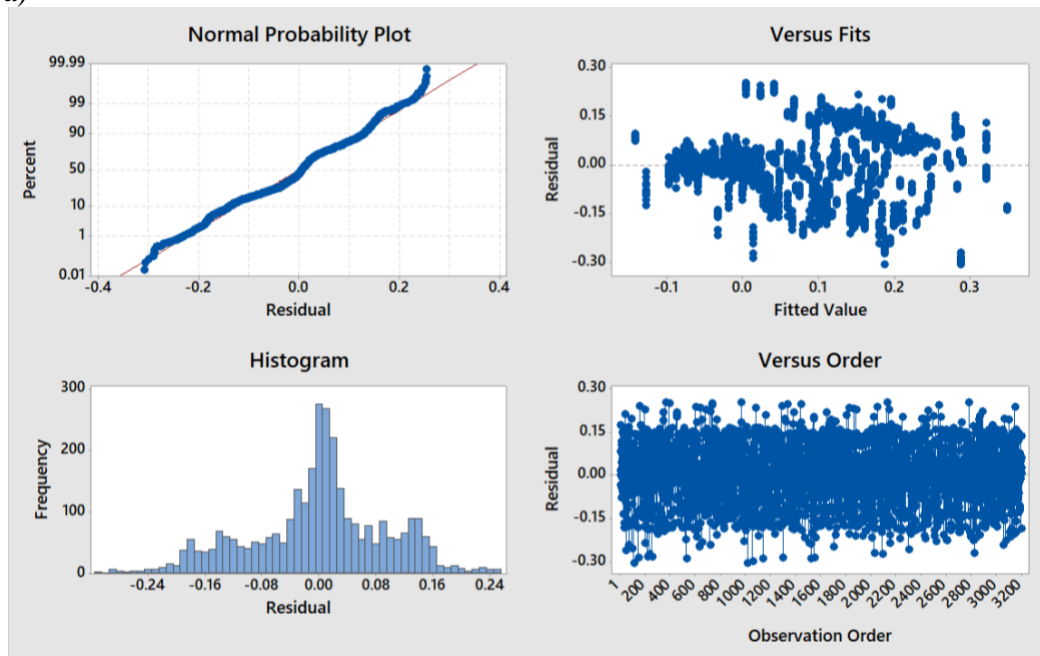 a)
Normal Probability Plot
99.99
99
90
50
10
1
0.01
Percent
-0.4 -0.2 0.0 0.2 0.4
Residual
Versus Fits
0.30
0.15
0.00
-0.15
-0.30
Residual
-0.1 0.0 0.1 0.2 0.3
Fitted Value
Histogram
300
200
100
0
Frequency
-0.24 -0.16 -0.08 0.00 0.08 0.16 0.24
Residual
Versus Order
0.30
0.15
0.00
-0.15
-0.30
Residual
1 200 400 600 800 1000 1200 1400 1600 1800 2000 2200 2400 2600 2800 3000 3200
Observation Order